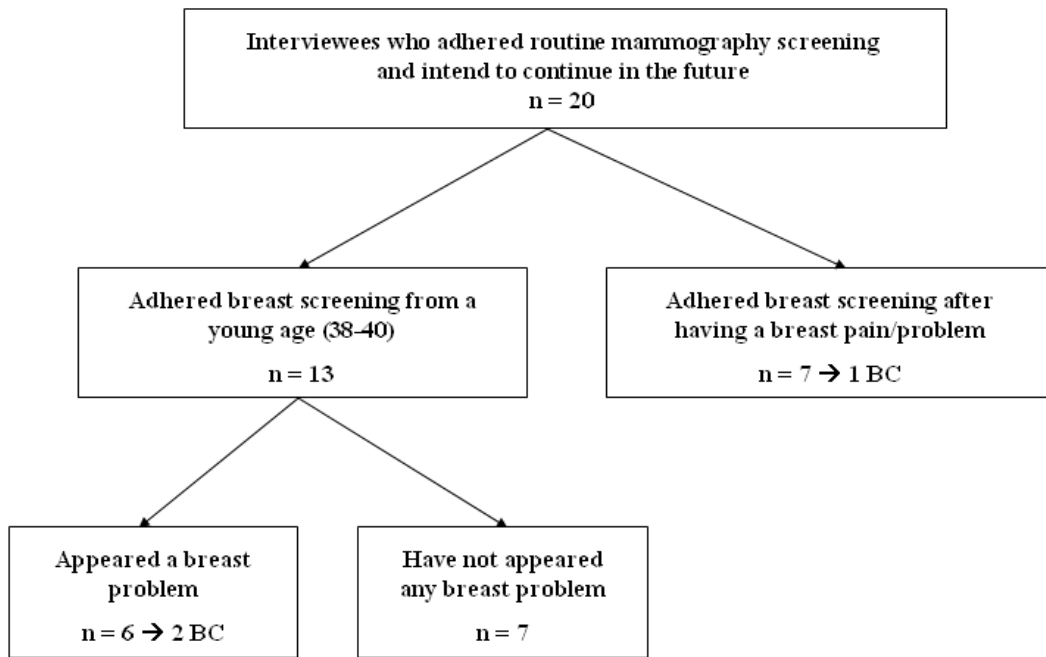 Interviewees who adhered routine mammography screening
and intend to continue in the future
n = 20
Adhered breast screening from a
young age (38-40)
n = 13
Adhered breast screening after
having a breast pain/problem
n = 7 → 1 BC
Appeared a breast
problem
n = 6 → 2 BC
Have not appeared
any breast problem
n = 7